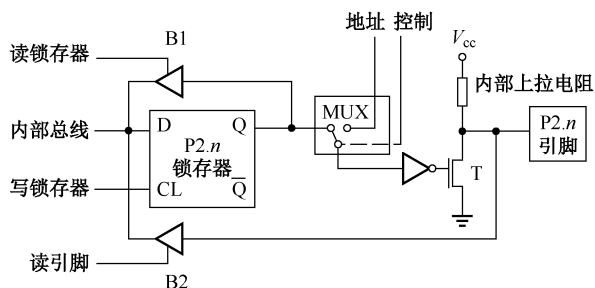 地址 控制
读锁存器
B1
Vcc
内部上拉电阻
MUX
内部总线
D
Q
P2.n
锁存器
P2.n
引脚
T
写锁存器
CL
Q̅
读引脚
B2